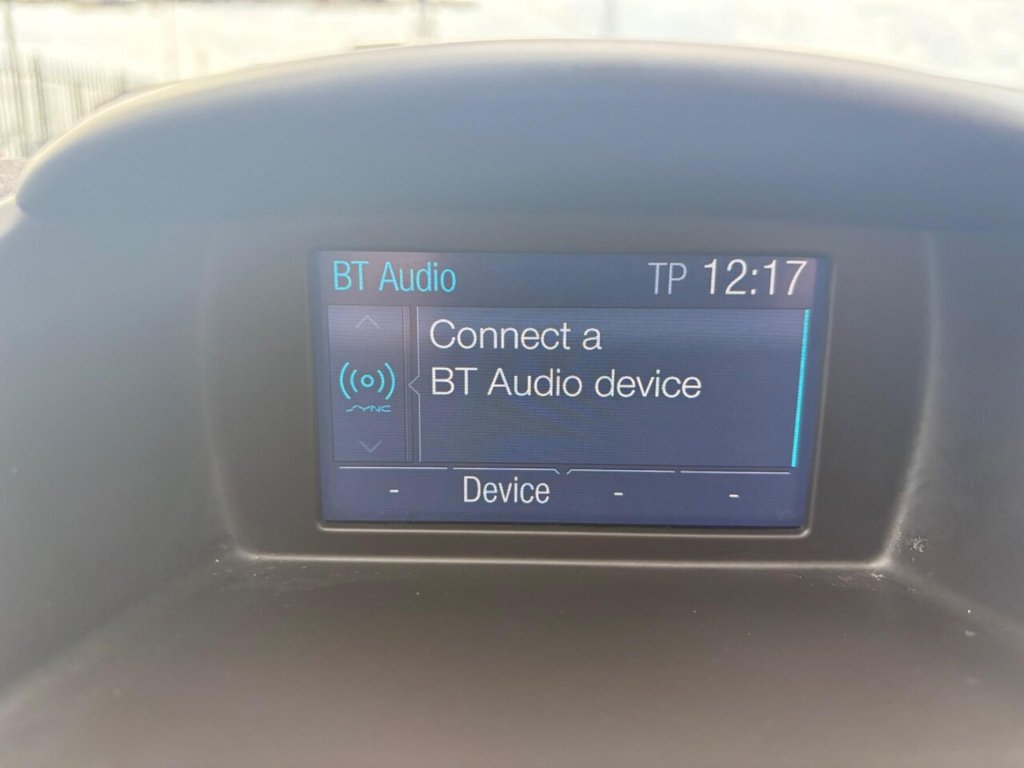 BT Audio
TP 12:17
Connect a
BT Audio device
SYNC
- Device - -